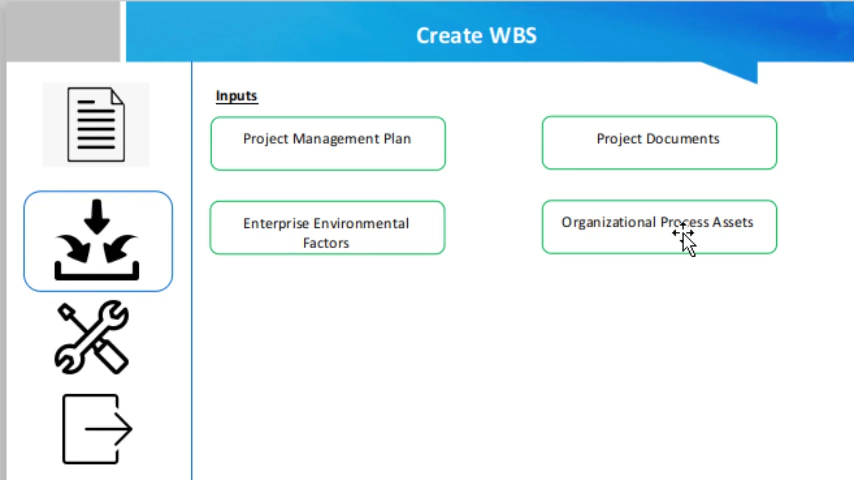 Create WBS
Inputs
Project Management Plan
Project Documents
Enterprise Environmental
Factors
Organizational Process Assets